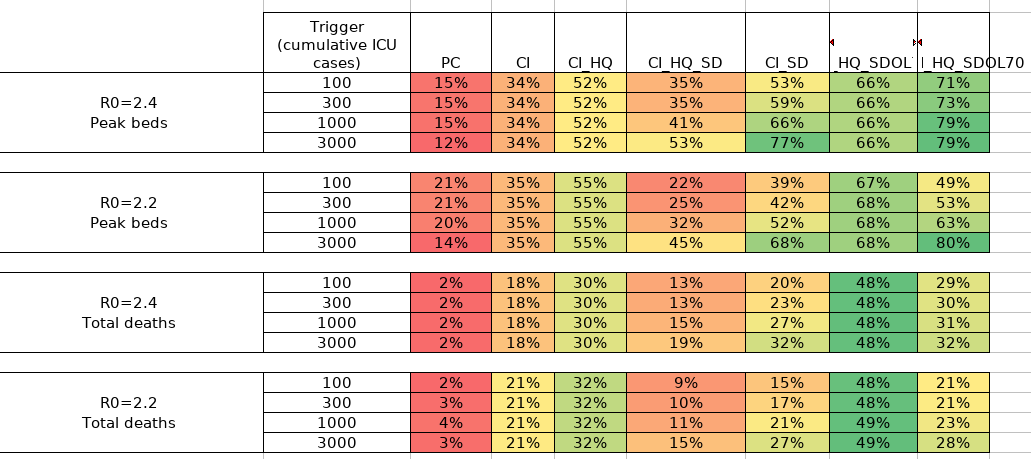 Trigger
(cumulative ICU
cases) PC CI CI_HQ CI_HQ_SD CI_SD _HQ_SDOL I_HQ_SDOL70
R0=2.4
Peak beds
100 15% 34% 52% 35% 53% 66% 71%
300 15% 34% 52% 35% 59% 66% 73%
1000 15% 34% 52% 41% 66% 66% 79%
3000 12% 34% 52% 53% 77% 66% 79%
R0=2.2
Peak beds
100 21% 35% 55% 22% 39% 67% 49%
300 21% 35% 55% 25% 42% 68% 53%
1000 20% 35% 55% 32% 52% 68% 63%
3000 14% 35% 55% 45% 68% 68% 80%
R0=2.4
Total deaths
100 2% 18% 30% 13% 20% 48% 29%
300 2% 18% 30% 13% 23% 48% 30%
1000 2% 18% 30% 15% 27% 48% 31%
3000 2% 18% 30% 19% 32% 48% 32%
R0=2.2
Total deaths
100 2% 21% 32% 9% 15% 48% 21%
300 3% 21% 32% 10% 17% 48% 21%
1000 4% 21% 32% 11% 21% 49% 23%
3000 3% 21% 32% 15% 27% 49% 28%